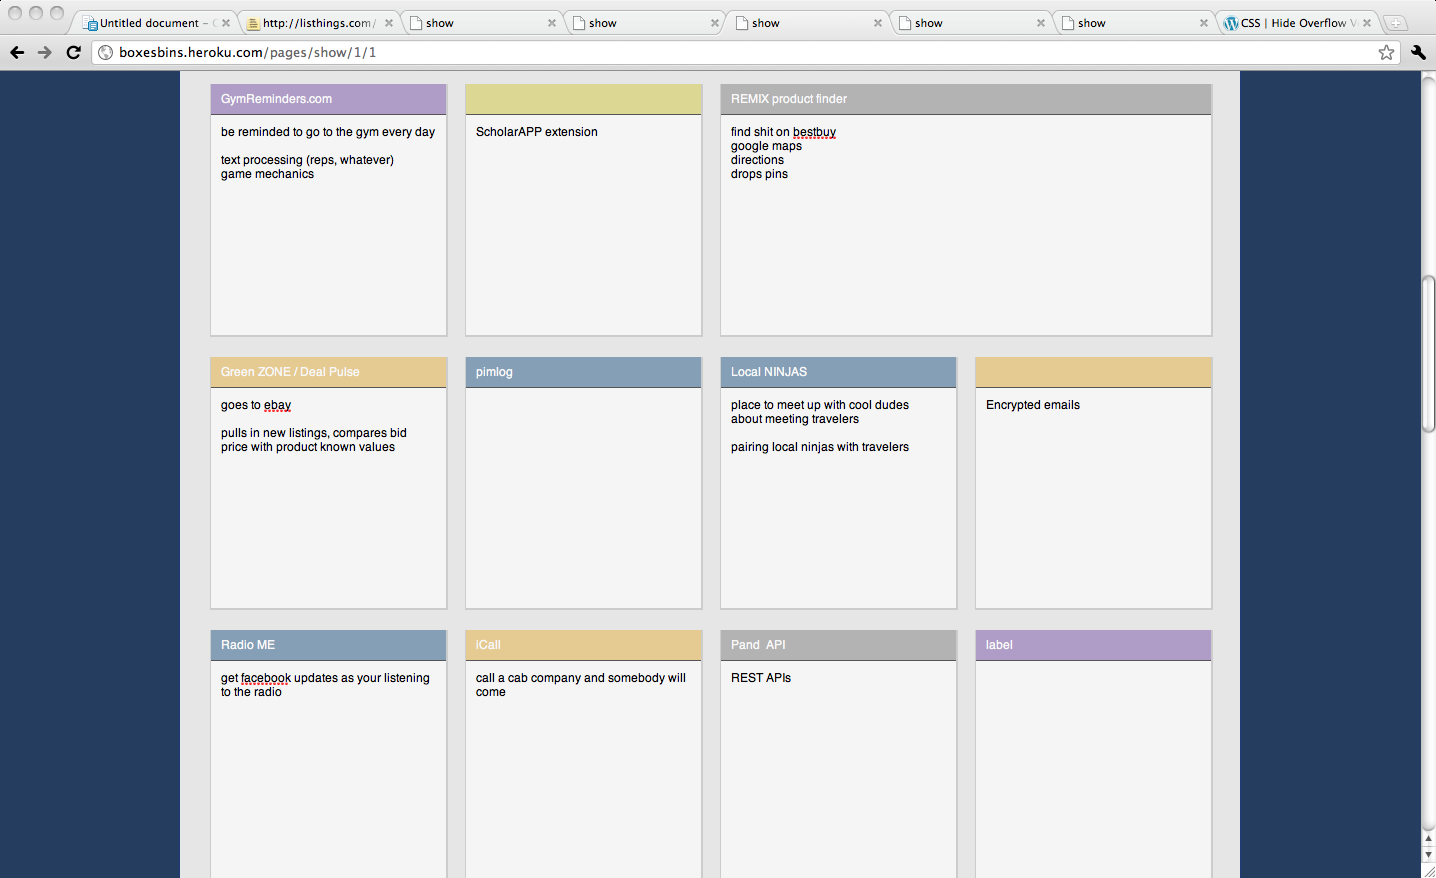 Untitled document –
http://listhings.com/
show
show
show
show
show
CSS | Hide Overflow
boxesbins.heroku.com/pages/show/1/1
GymReminders.com
be reminded to go to the gym every day
text processing (reps, whatever)
game mechanics
ScholarAPP extension
REMIX product finder
find shit on bestbuy
google maps
directions
drops pins
Green ZONE / Deal Pulse
goes to ebay
pulls in new listings, compares bid
price with product known values
pimlog
Local NINJAS
place to meet up with cool dudes
about meeting travelers
pairing local ninjas with travelers
Encrypted emails
Radio ME
get facebook updates as your listening
to the radio
iCall
call a cab company and somebody will
come
Pand  API
REST APIs
label